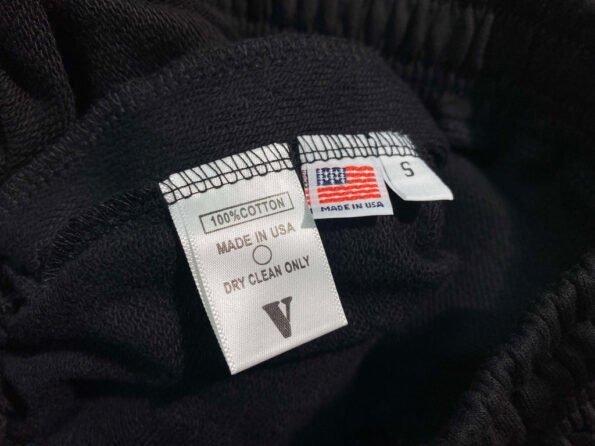 100%COTTON
MADE IN USA
DRY CLEAN ONLY
V
MADE IN USA
S